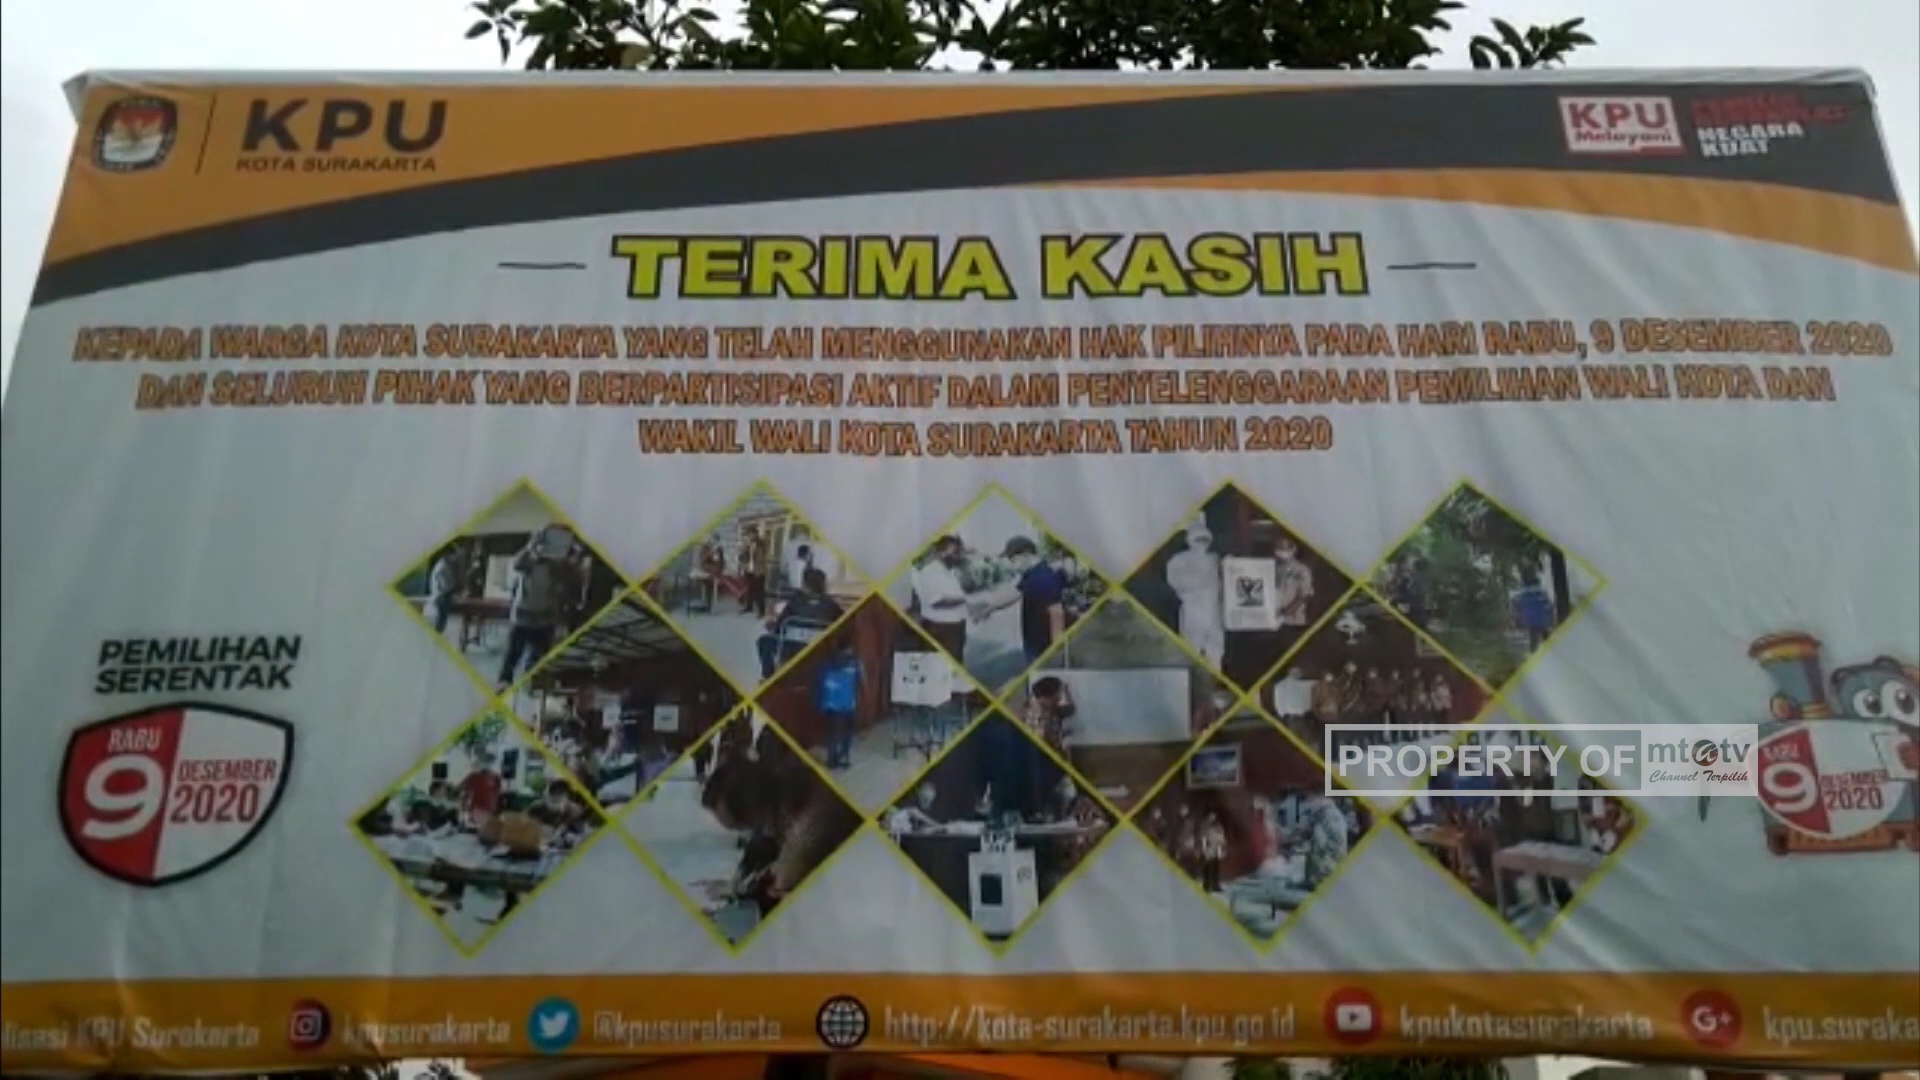 KPU
KOTA SURAKARTA
KPU
Melayani
NEGARA
KUAT
TERIMA KASIH
KEPADA WARGA KOTA SURAKARTA YANG TELAH MENGGUNAKAN HAK PILIHNYA PADA HARI RABU, 9 DESEMBER 2020
DAN SELURUH PIHAK YANG BERPARTISIPASI AKTIF DALAM PENYELENGGARAAN PEMILIHAN WALI KOTA DAN
WAKIL WALI KOTA SURAKARTA TAHUN 2020
PEMILIHAN
SERENTAK
RABU
9
DESEMBER
2020
PROPERTY OF mtatv
Channel Terpilih
RABU
9
DESEMBER
2020
lisasi KPU Surakarta
kpusurakarta
@kpusurakarta
http://kota-surakarta.kpu.go.id
kpukotasurakarta
G+
kpu.suraka